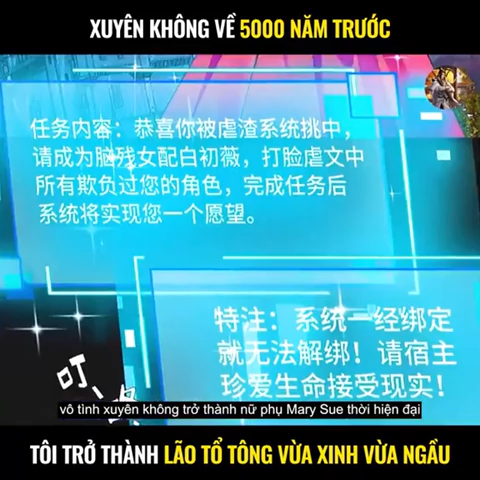 XUYÊN KHÔNG VỀ 5000 NĂM TRƯỚC
任务内容：恭喜你被虐渣系统挑中，
请成为脑残女配白初薇，打脸虐文中
所有欺负过您的角色，完成任务后
系统将实现您一个愿望。
特注：系统一经绑定
就无法解绑！请宿主
珍爱生命接受现实！
叮
vô tình xuyên không trở thành nữ phụ Mary Sue thời hiện đại
TÔI TRỞ THÀNH LÃO TỔ TÔNG VỪA XINH VỪA NGẦU